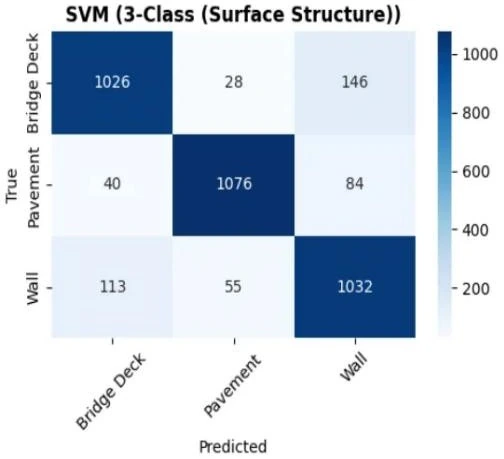 SVM (3-Class (Surface Structure))
True
Bridge Deck
1026 28 146
Pavement
40 1076 84
Wall
113 55 1032
Bridge Deck Pavement Wall
Predicted
1000
800
600
400
200